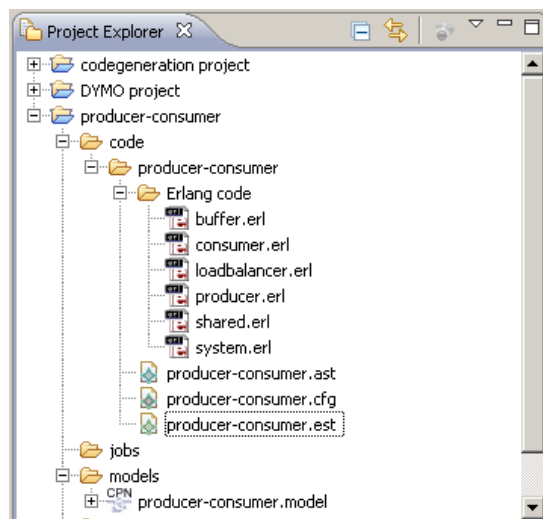 Project Explorer
codegeneration project
DYMO project
producer-consumer
code
producer-consumer
Erlang code
buffer.erl
consumer.erl
loadbalancer.erl
producer.erl
shared.erl
system.erl
producer-consumer.ast
producer-consumer.cfg
producer-consumer.est
jobs
models
CPN producer-consumer.model